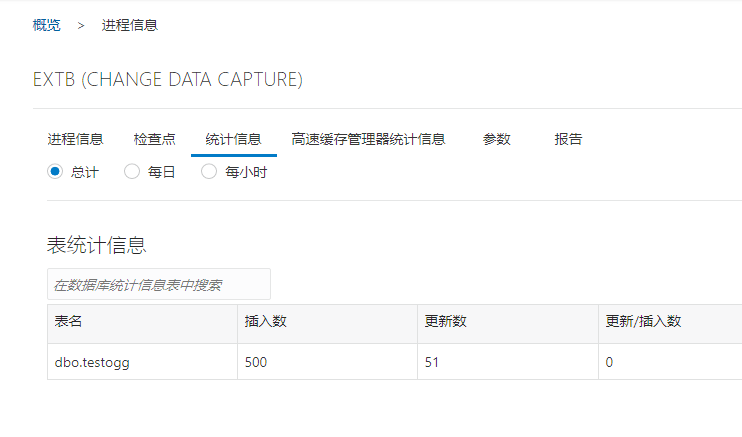 概览 > 进程信息
EXTB (CHANGE DATA CAPTURE)
进程信息 检查点 统计信息 高速缓存管理器统计信息 参数 报告
总计 每日 每小时
表统计信息
在数据库统计信息表中搜索
表名 插入数 更新数 更新/插入数
dbo.testogg 500 51 0